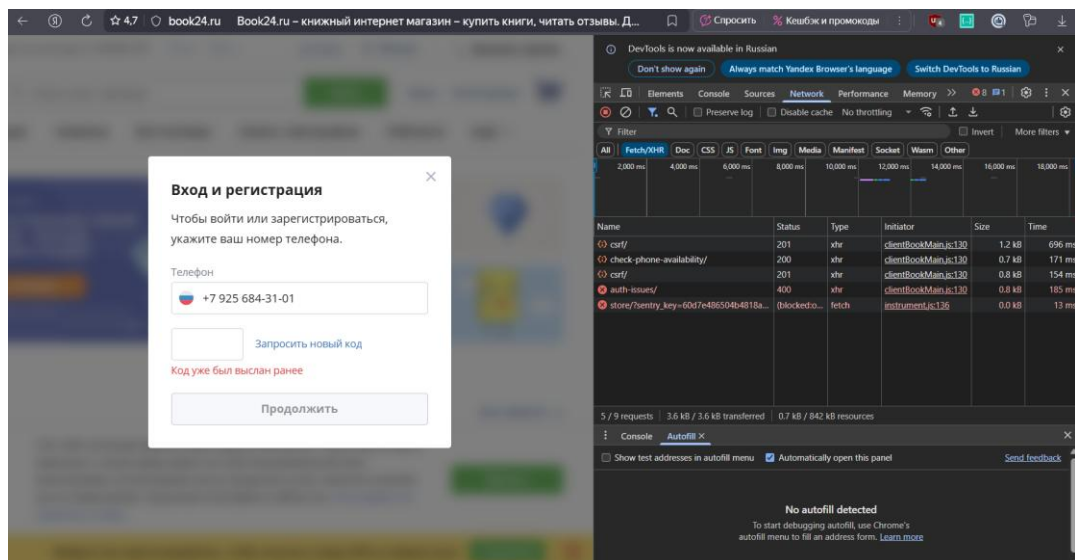 4,7 book24.ru Book24.ru – книжный интернет магазин – купить книги, читать отзывы. Д... Спросить Кешбэк и промокоды
Вход и регистрация
Чтобы войти или зарегистрироваться,
укажите ваш номер телефона.
Телефон
+7 925 684-31-01
Запросить новый код
Код уже был выслан ранее
Продолжить
DevTools is now available in Russian
Don't show again Always match Yandex Browser's language Switch DevTools to Russian
Elements Console Sources Network Performance Memory 8 1
Preserve log Disable cache No throttling
Filter Invert More filters
All Fetch/XHR Doc CSS JS Font Img Media Manifest Socket Wasm Other
2,000 ms 4,000 ms 6,000 ms 8,000 ms 10,000 ms 12,000 ms 14,000 ms 16,000 ms 18,000 ms
Name Status Type Initiator Size Time
csrf/ 201 xhr clientBookMain.js:130 1.2 kB 696 ms
check-phone-availability/ 200 xhr clientBookMain.js:130 0.7 kB 171 ms
csrf/ 201 xhr clientBookMain.js:130 0.8 kB 154 ms
auth-issues/ 400 xhr clientBookMain.js:130 0.8 kB 185 ms
store/?sentry_key=60d7e486504b4818a... (blocked:o... fetch instrument.js:136 0.0 kB 13 ms
5 / 9 requests 3.6 kB / 3.6 kB transferred 0.7 kB / 842 kB resources
Console Autofill
Show test addresses in autofill menu Automatically open this panel Send feedback
No autofill detected
To start debugging autofill, use Chrome's
autofill menu to fill an address form. Learn more